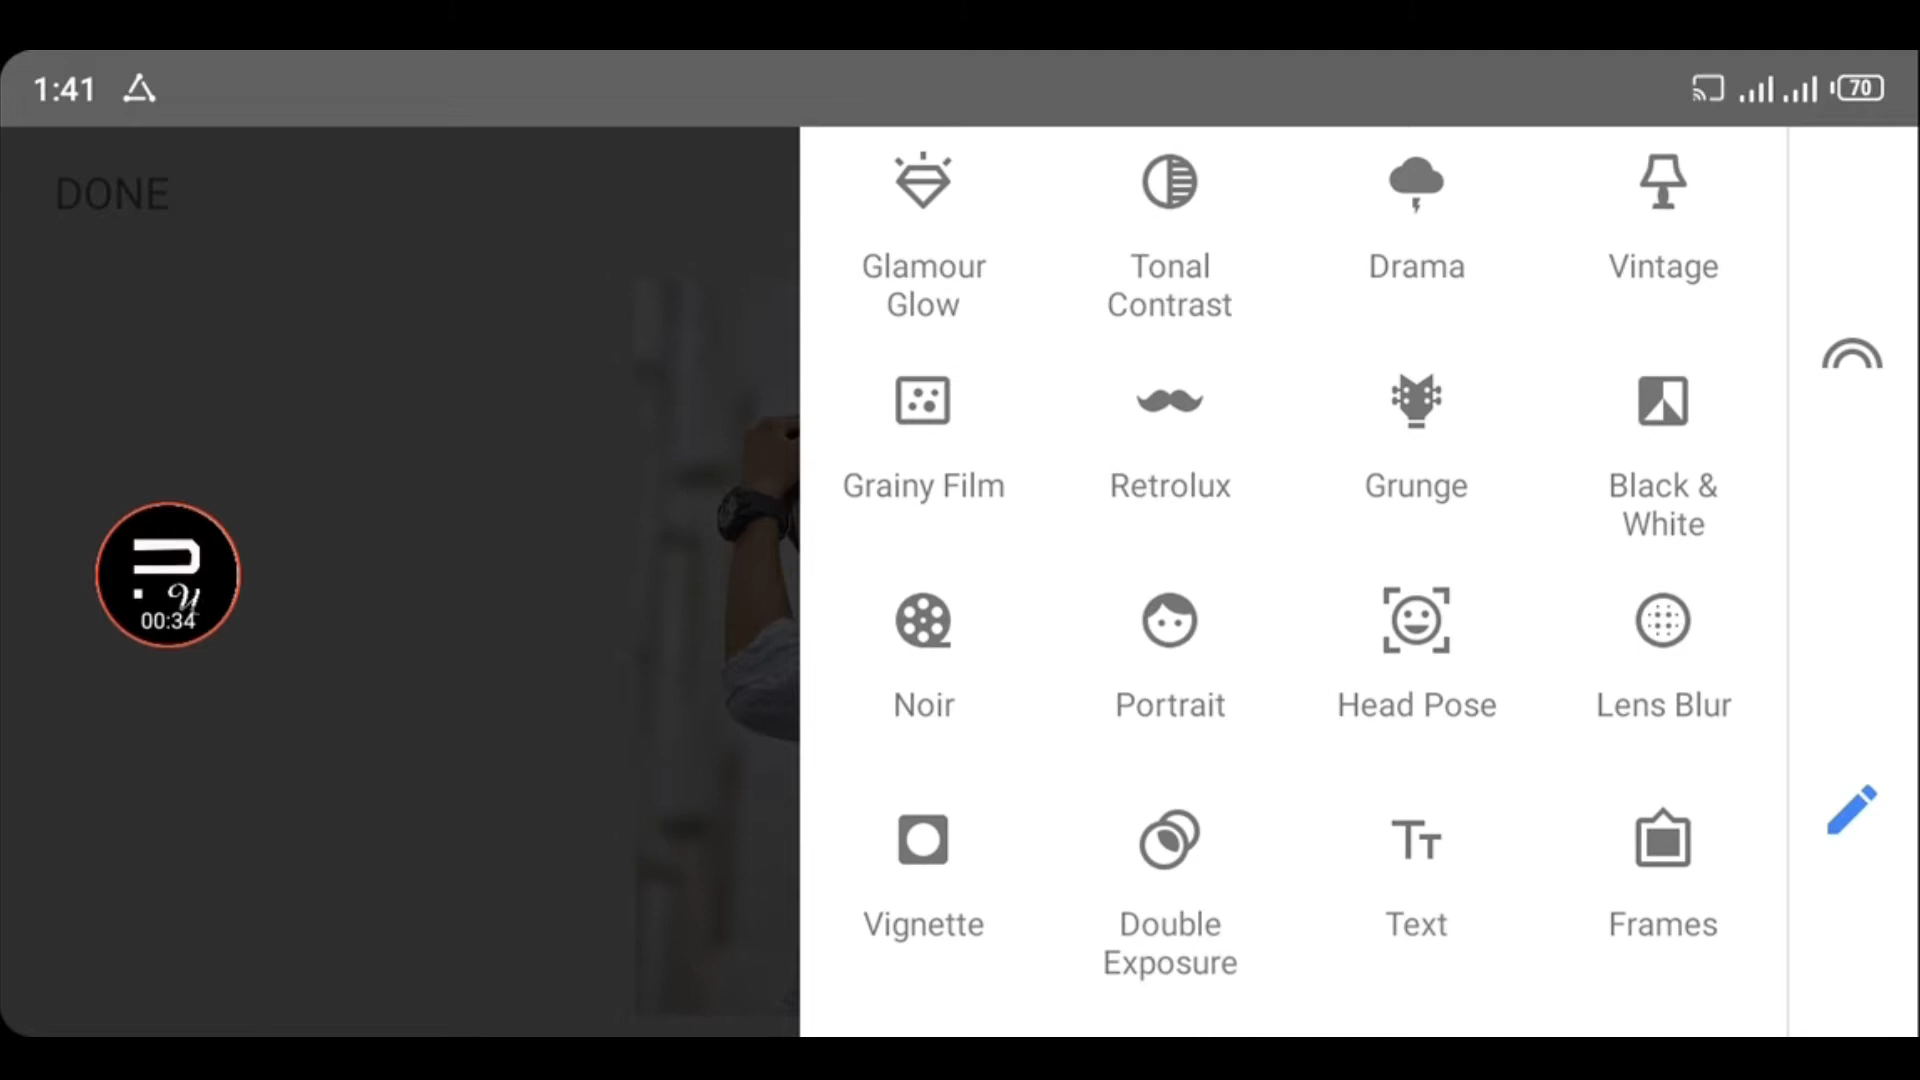 1:41
70
DONE
Glamour
Glow
Tonal
Contrast
Drama
Vintage
Grainy Film
Retrolux
Grunge
Black &
White
00:34
Noir
Portrait
Head Pose
Lens Blur
Vignette
Double
Exposure
Text
Frames